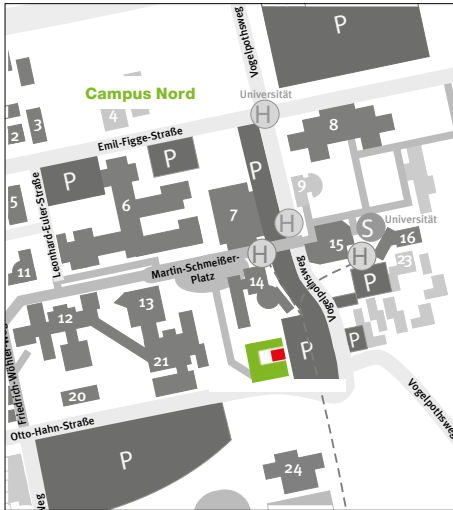 P
Vogelpothsweg
Campus Nord
Universität
H
2
3
4
8
Emil-Figge-Straße
P
P
P
9
5
Leonhard-Euler-Straße
6
7
H
S
Universität
15
16
H
H
23
11
Martin-Schmeißer-
Platz
14
Vogelpothsweg
P
13
12
21
P
P
Friedrich-Wöhler-Weg
20
Otto-Hahn-Straße
P
Vogelpothsweg
24
Weg